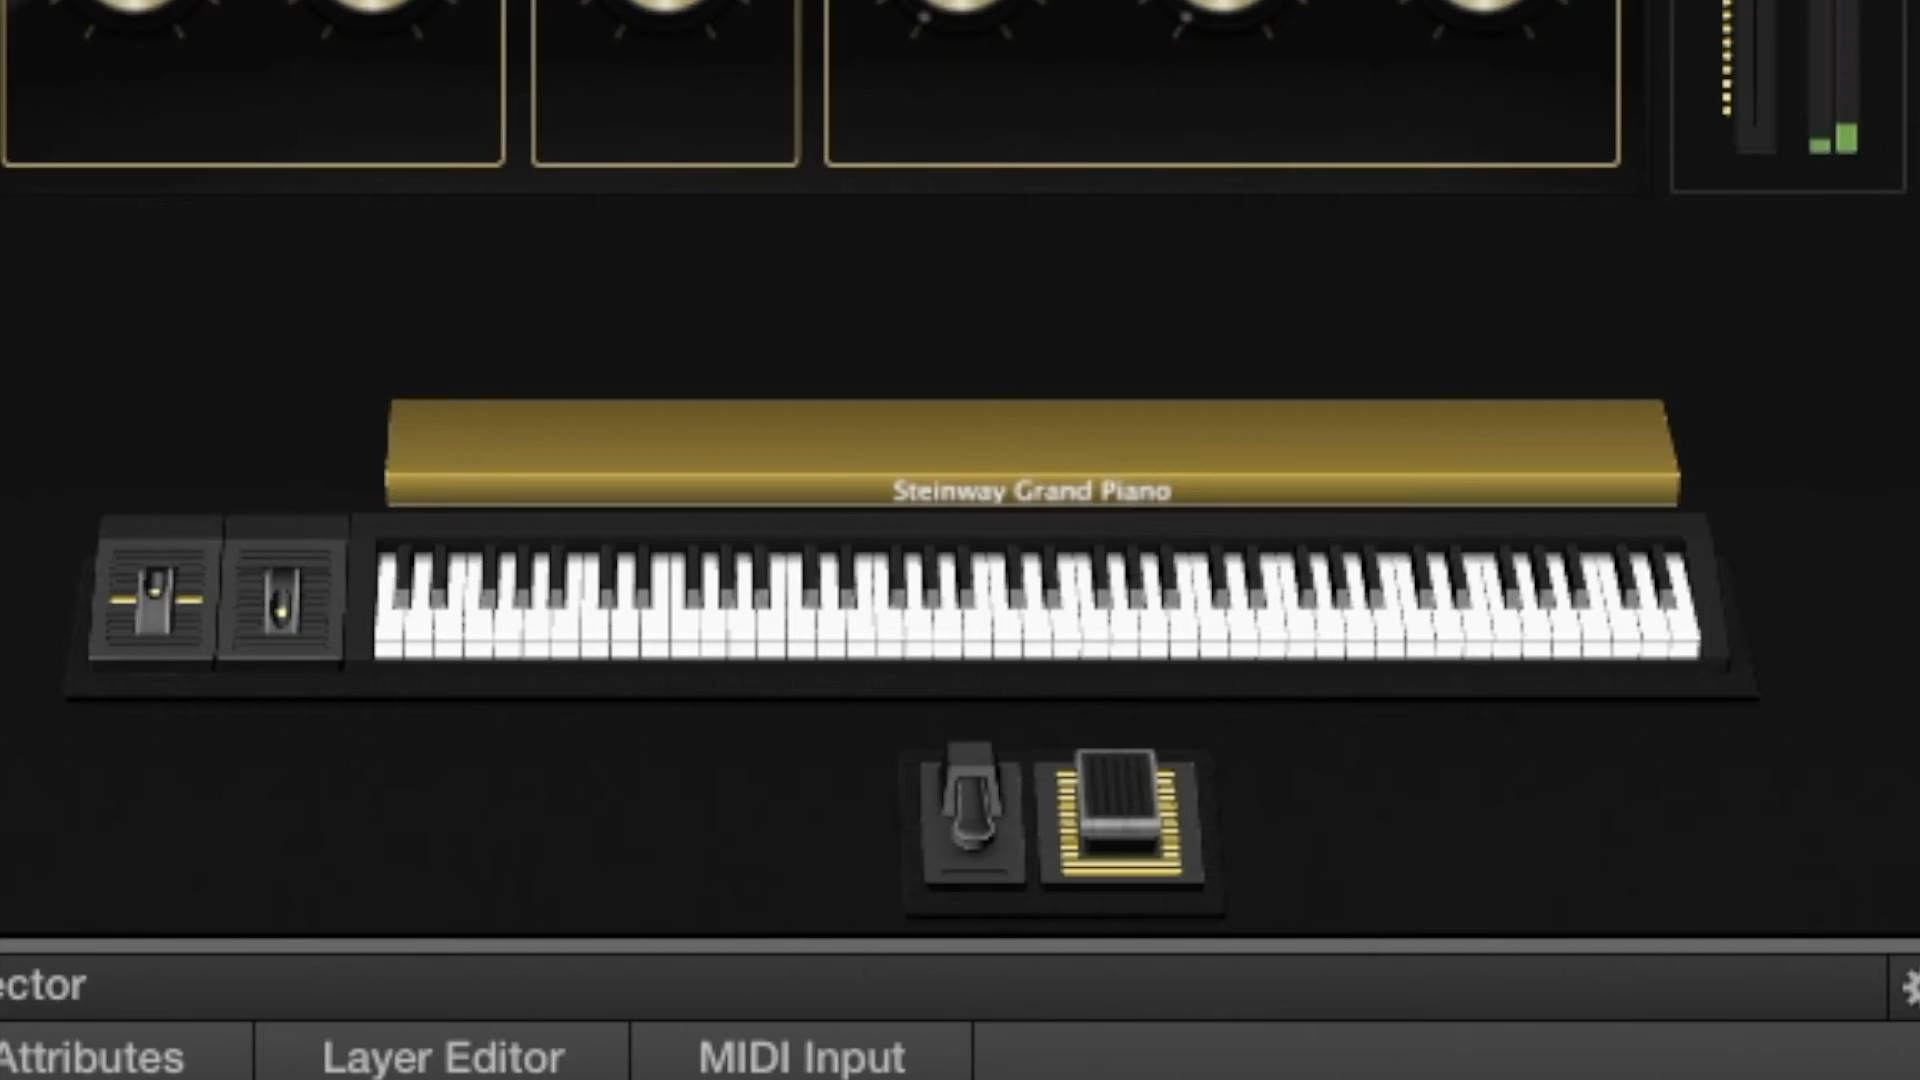 Steinway Grand Piano
ector
Attributes
Layer Editor
MIDI Input